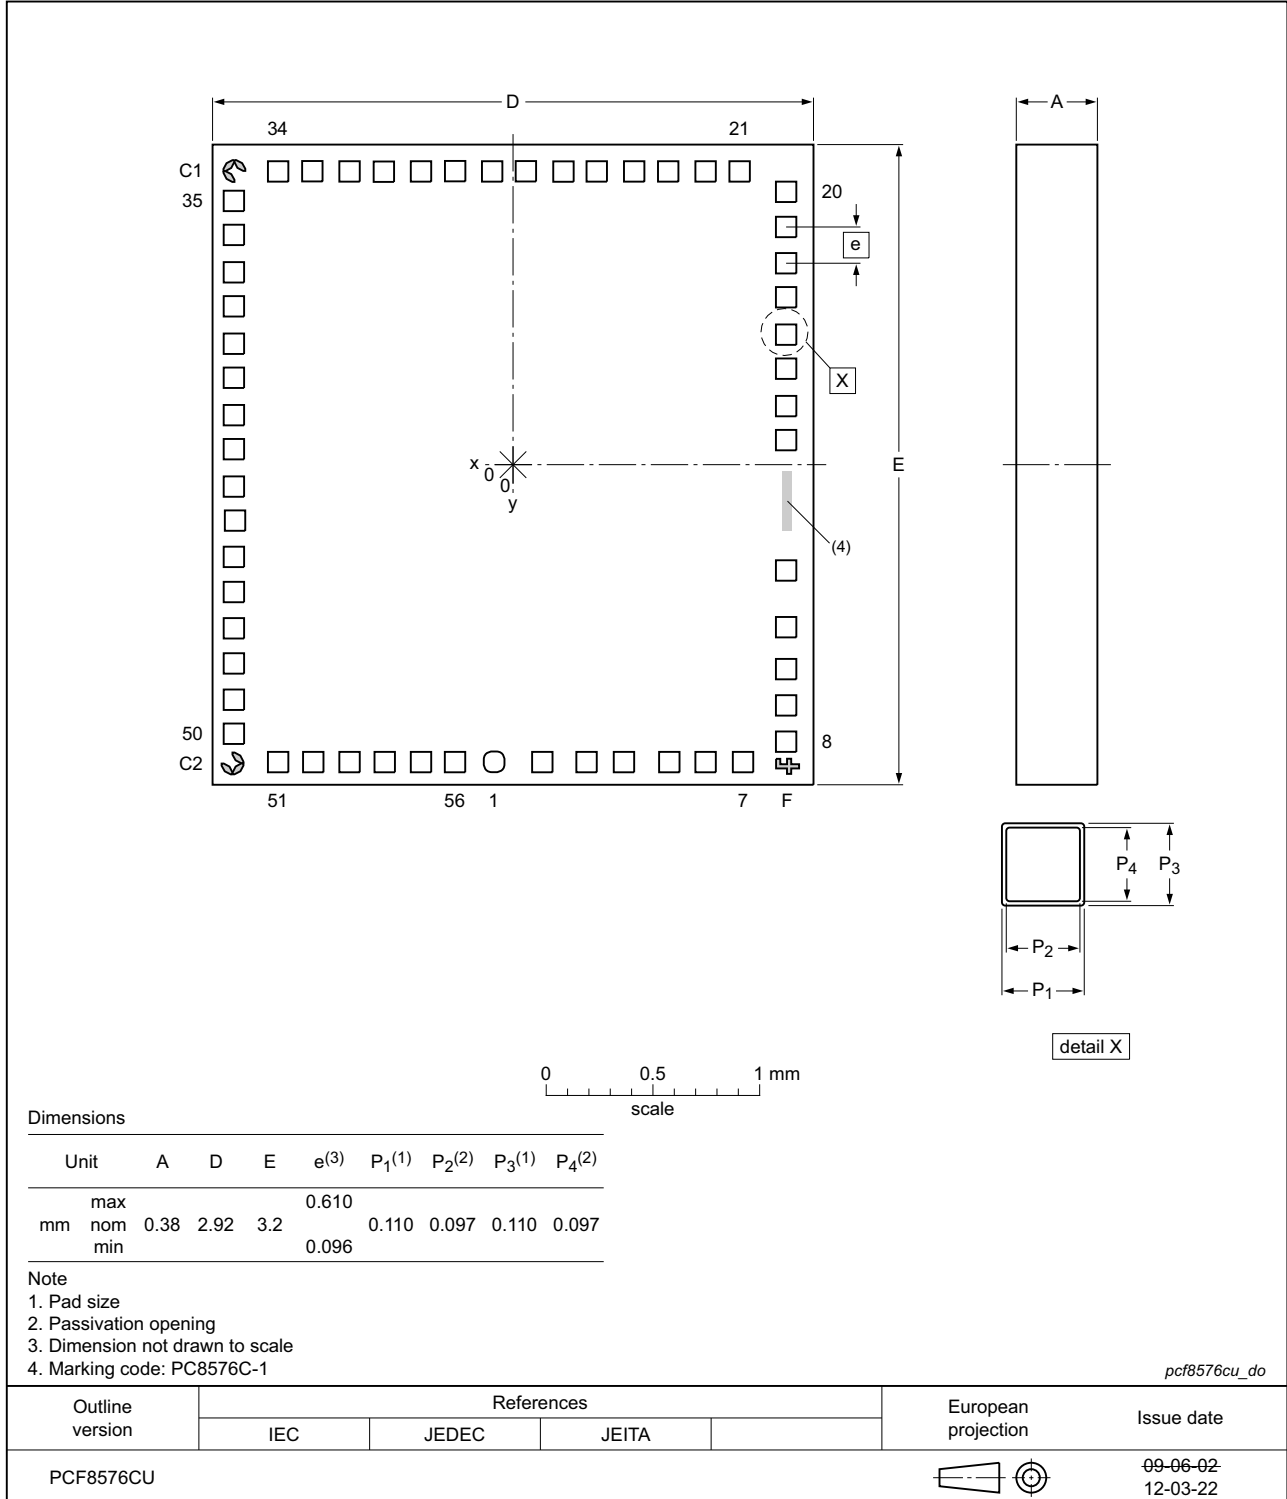 D
A
34
21
C1
35
20
e
X
x
0
0
y
E
(4)
50
C2
8
51
56
1
7
F
P4
P3
P2
P1
detail X
0
0.5
1 mm
scale
Dimensions
Unit A D E e(3) P1(1) P2(2) P3(1) P4(2)
max 0.610
mm nom 0.38 2.92 3.2 0.110 0.097 0.110 0.097
min 0.096
Note
1. Pad size
2. Passivation opening
3. Dimension not drawn to scale
4. Marking code: PC8576C-1
pcf8576cu_do
Outline version
References
European projection
Issue date
IEC JEDEC JEITA
PCF8576CU
09-06-02
12-03-22